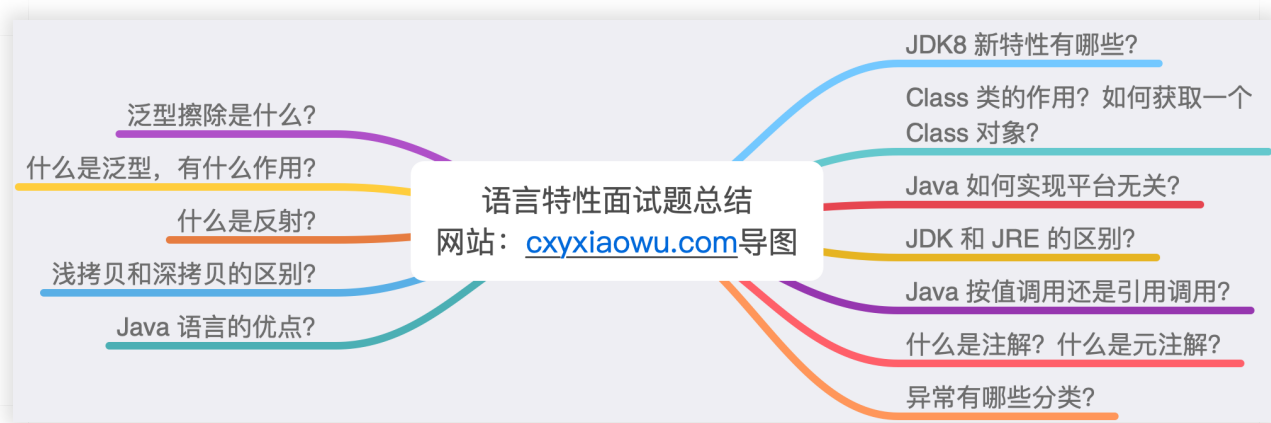 语言特性面试题总结
网站：cxyxiaowu.com导图
JDK8 新特性有哪些？
Class 类的作用？如何获取一个
Class 对象？
Java 如何实现平台无关？
JDK 和 JRE 的区别？
Java 按值调用还是引用调用？
什么是注解？什么是元注解？
异常有哪些分类？
泛型擦除是什么？
什么是泛型，有什么作用？
什么是反射？
浅拷贝和深拷贝的区别？
Java 语言的优点？